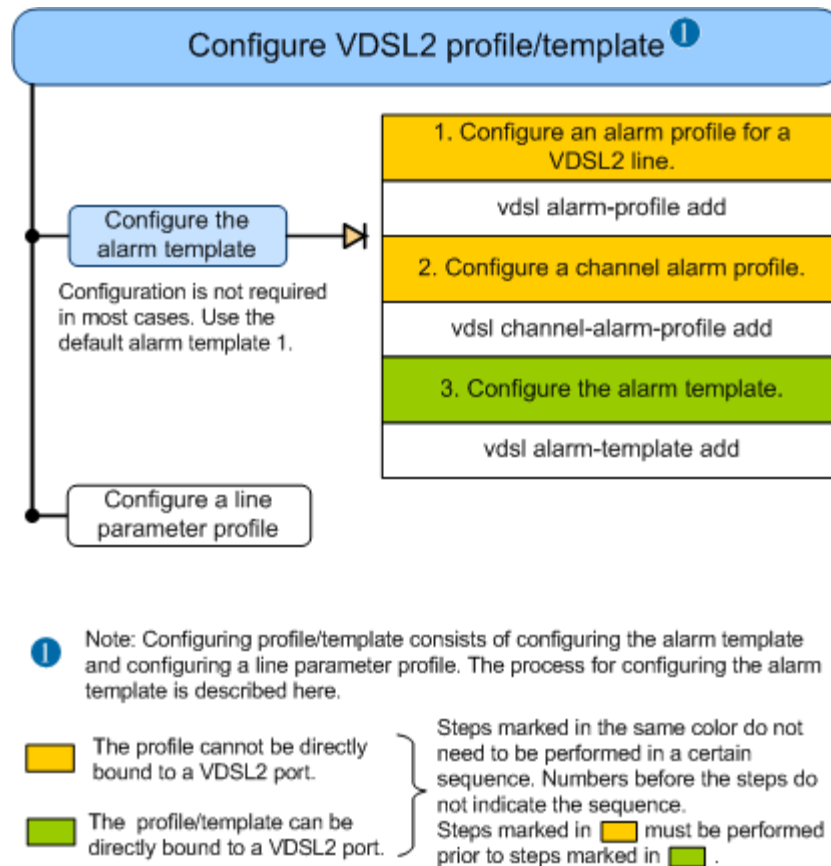 Configure VDSL2 profile/template
1. Configure an alarm profile for a
VDSL2 line.
vdsl alarm-profile add
Configure the
alarm template
2. Configure a channel alarm profile.
Configuration is not required
in most cases. Use the
default alarm template 1.
vdsl channel-alarm-profile add
3. Configure the alarm template.
vdsl alarm-template add
Configure a line
parameter profile
Note: Configuring profile/template consists of configuring the alarm template
and configuring a line parameter profile. The process for configuring the alarm
template is described here.
The profile cannot be directly
bound to a VDSL2 port.
The profile/template can be
directly bound to a VDSL2 port.
Steps marked in the same color do not
need to be performed in a certain
sequence. Numbers before the steps do
not indicate the sequence.
Steps marked in must be performed
prior to steps marked in .